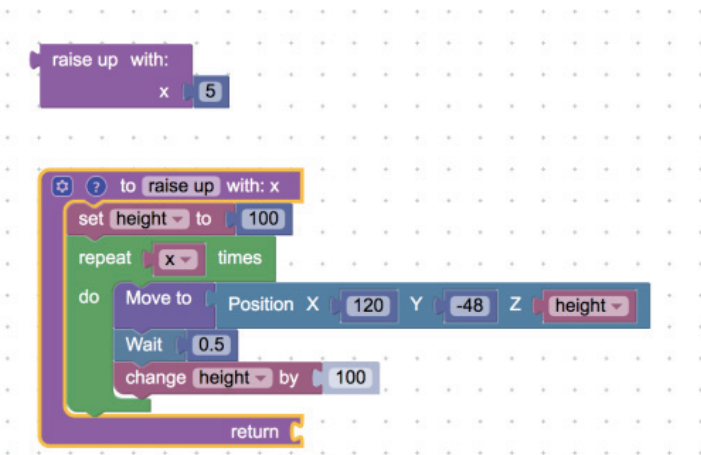 raise up with:
x 5
? to raise up with: x
set height to 100
repeat x times
do Move to Position X 120 Y -48 Z height
Wait 0.5
change height by 100
return